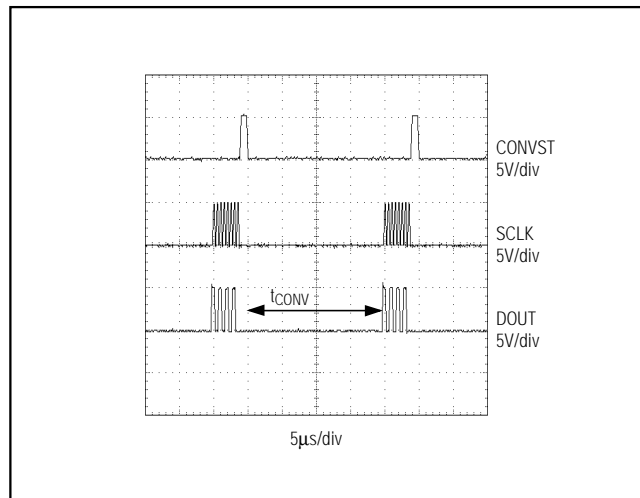 CONVST
5V/div
SCLK
5V/div
tCONV
DOUT
5V/div
5µs/div